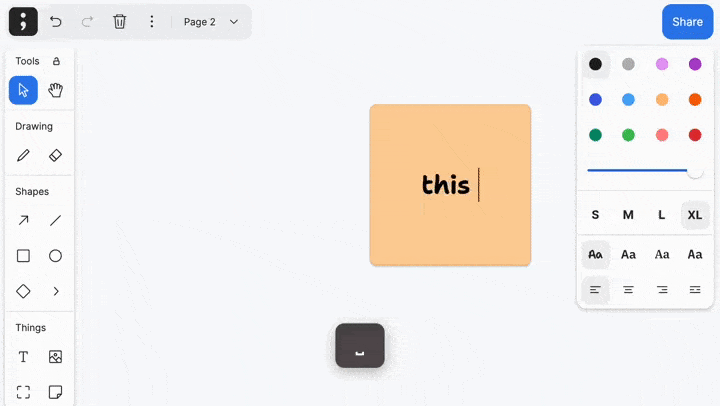 Page 2
Share
Tools
Drawing
Shapes
Things
T
this
S M L XL
Aa Aa Aa Aa